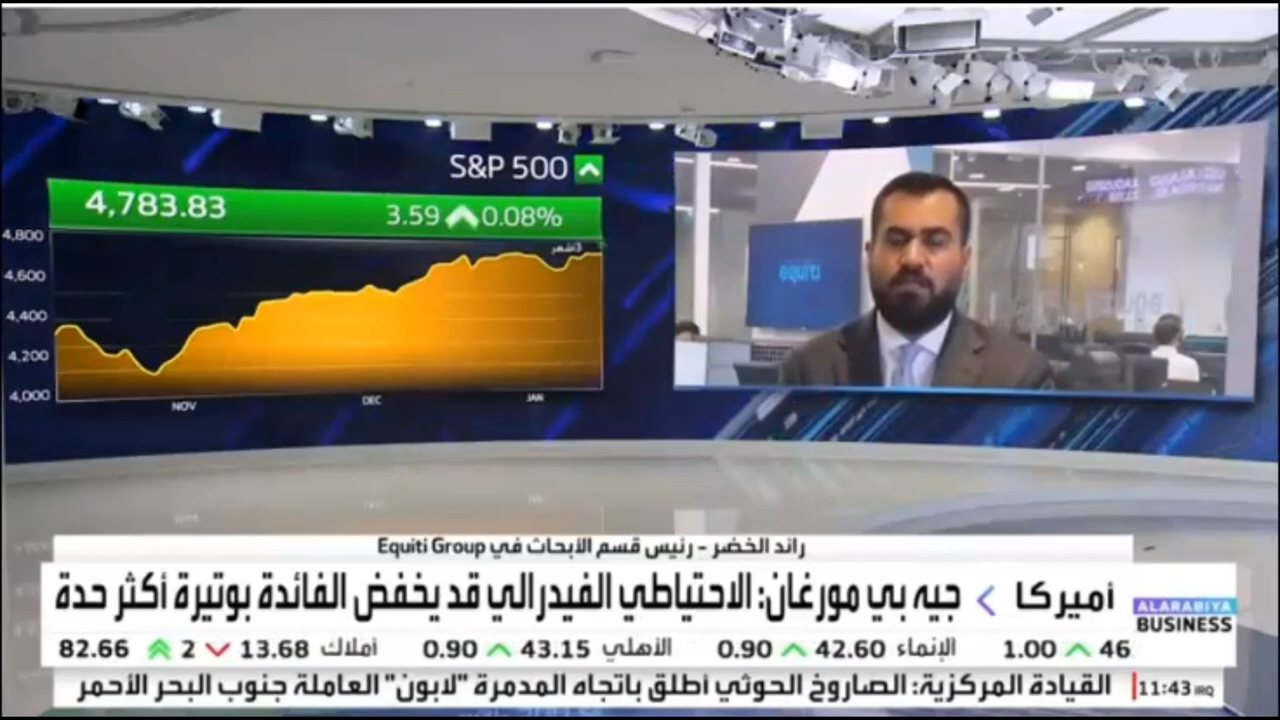 S&P 500
4,783.83 3.59 0.08%
3أشهر
4,800
4,600
4,400
4,200
4,000
NOV DEC JAN
equiti
رائد الخضر - رئيس قسم الأبحاث في Equiti Group
أميركا > جيه بي مورغان: الاحتياطي الفيدرالي قد يخفض الفائدة بوتيرة أكثر حدة
ALARABIYA
BUSINESS
46 1.00 الإنماء 42.60 0.90 الأهلي 43.15 0.90 أملاك 13.68 2 82.66
11:43 IRQ القيادة المركزية: الصاروخ الحوثي أطلق باتجاه المدمرة "لابون" العاملة جنوب البحر الأحمر